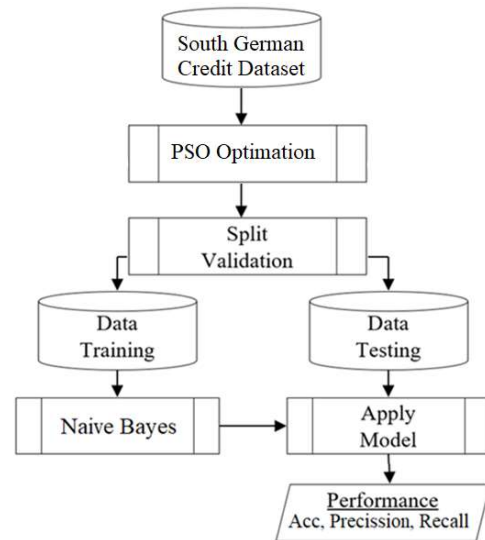 South German
Credit Dataset
PSO Optimation
Split
Validation
Data
Training
Data
Testing
Naive Bayes
Apply
Model
Performance
Acc, Precission, Recall